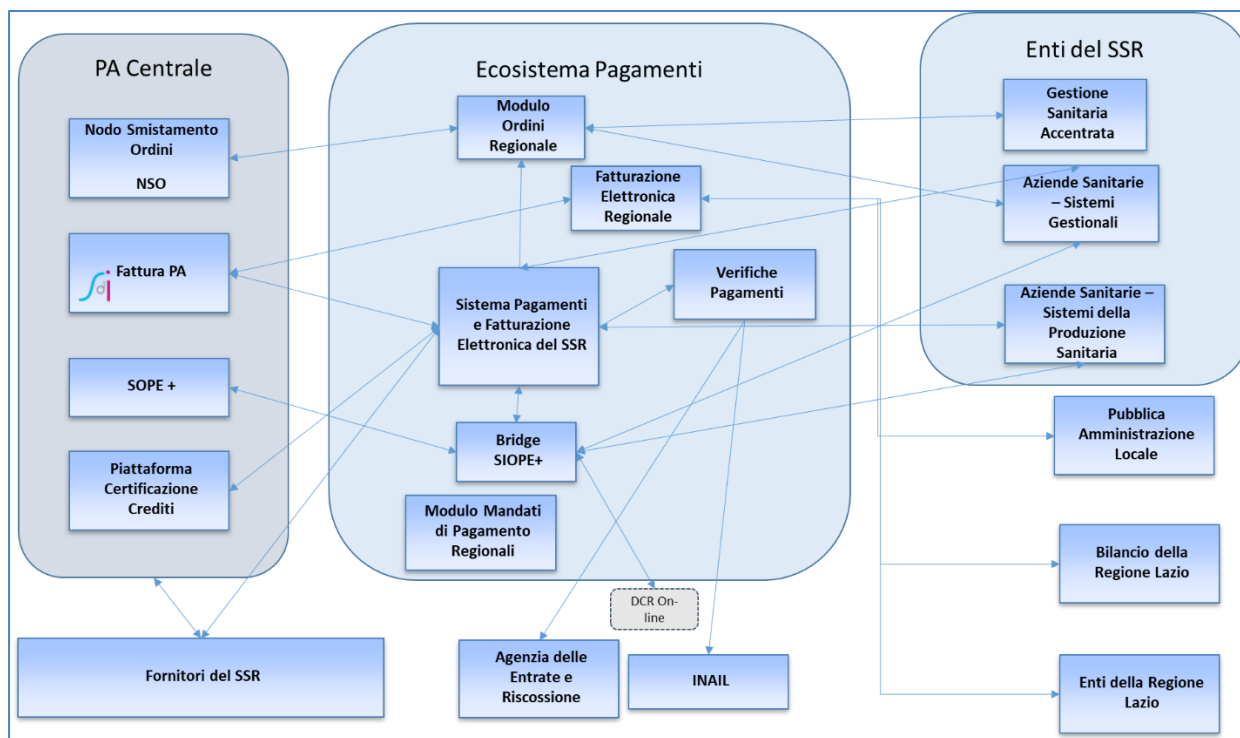 PA Centrale
Nodo Smistamento
Ordini
NSO
Sdi
Fattura PA
SOPE +
Piattaforma
Certificazione
Crediti
Fornitori del SSR
Ecosistema Pagamenti
Modulo
Ordini
Regionale
Fatturazione
Elettronica
Regionale
Sistema Pagamenti
e Fatturazione
Elettronica del SSR
Verifiche
Pagamenti
Bridge
SIOPE+
Modulo Mandati
di Pagamento
Regionali
DCR On-
line
Agenzia delle
Entrate e
Riscossione
INAIL
Enti del SSR
Gestione
Sanitaria
Accentrata
Aziende Sanitarie
– Sistemi
Gestionali
Aziende Sanitarie –
Sistemi della
Produzione
Sanitaria
Pubblica
Amministrazione
Locale
Bilancio della
Regione Lazio
Enti della Regione
Lazio